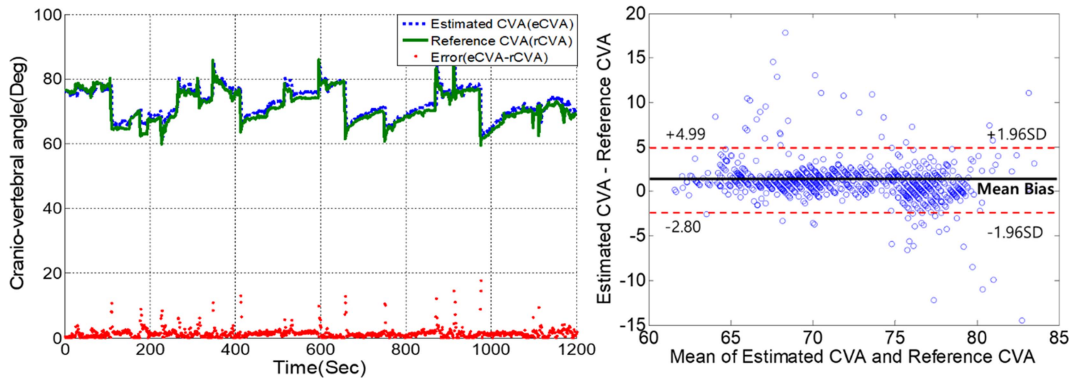 100
80
60
40
20
0
0 200 400 600 800 1000 1200
Cranio-vertebral angle(Deg)
Time(Sec)
Estimated CVA(eCVA)
Reference CVA(rCVA)
Error(eCVA-rCVA)
20
15
10
5
0
-5
-10
-15
60 65 70 75 80 85
Estimated CVA - Reference CVA
Mean of Estimated CVA and Reference CVA
+4.99
+1.96SD
Mean Bias
-2.80
-1.96SD